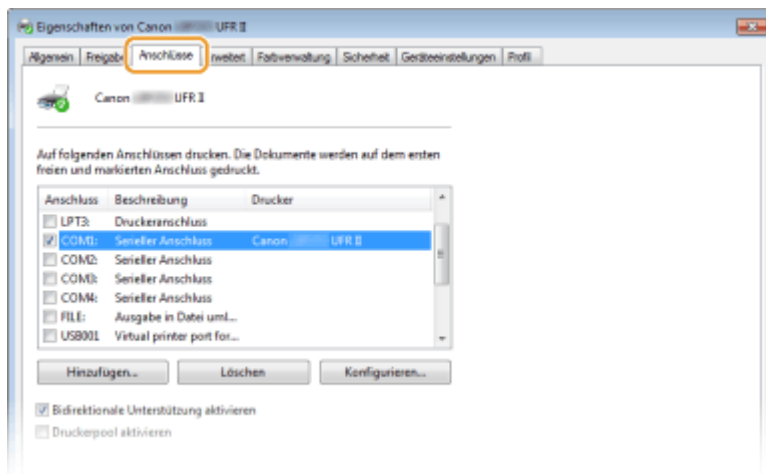 Eigenschaften von Canon UFR II
Allgemein Freigabe Anschlüsse rweitert Farbverwaltung Sicherheit Geräteeinstellungen Profil
Canon UFR II
Auf folgenden Anschlüssen drucken. Die Dokumente werden auf dem ersten
freien und markierten Anschluss gedruckt.
Anschluss Beschreibung Drucker
LPT3: Druckeranschluss
COM1: Serieller Anschluss Canon UFR II
COM2: Serieller Anschluss
COM3: Serieller Anschluss
COM4: Serieller Anschluss
FILE: Ausgabe in Datei uml...
USB001 Virtual printer port for...
Hinzufügen... Löschen Konfigurieren...
Bidirektionale Unterstützung aktivieren
Druckerpool aktivieren